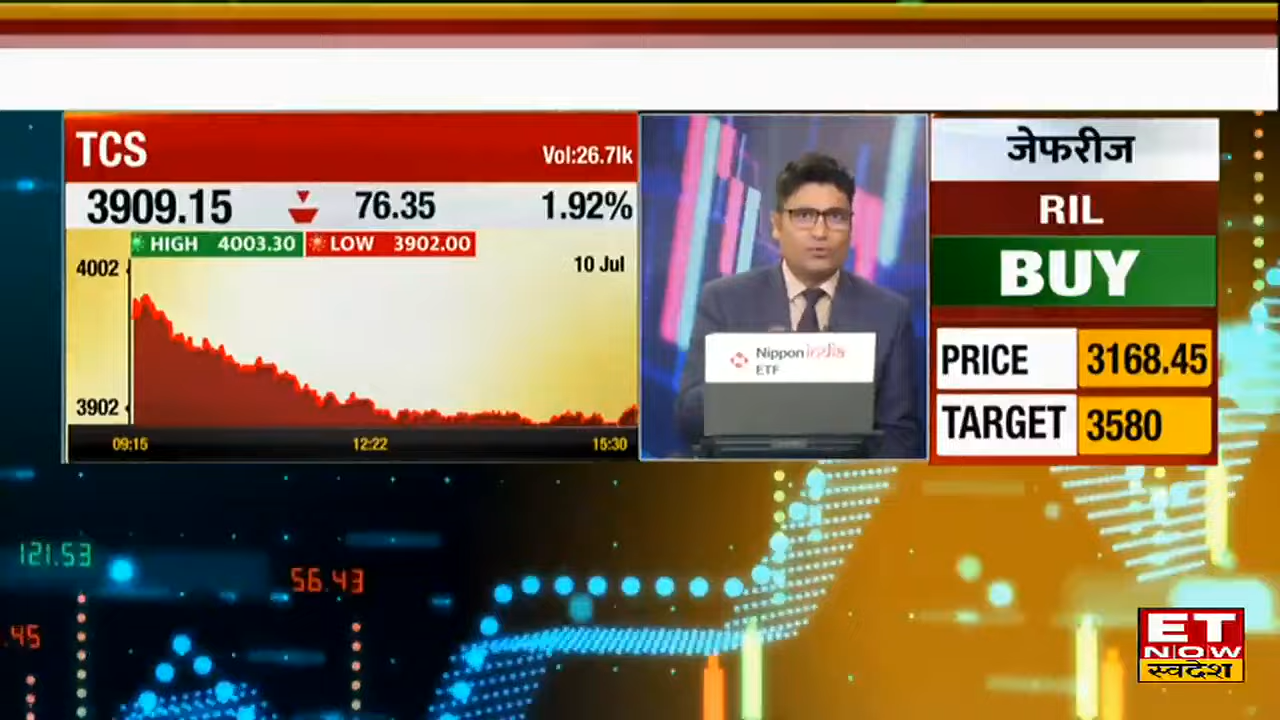 TCS
Vol:26.7lk
3909.15 76.35 1.92%
HIGH 4003.30 LOW 3902.00
4002
10 Jul
3902
09:15 12:22 15:30
Nippon india
ETF
जेफरीज
RIL
BUY
PRICE 3168.45
TARGET 3580
121.53
56.43
.45
ET
NOW
स्वदेश